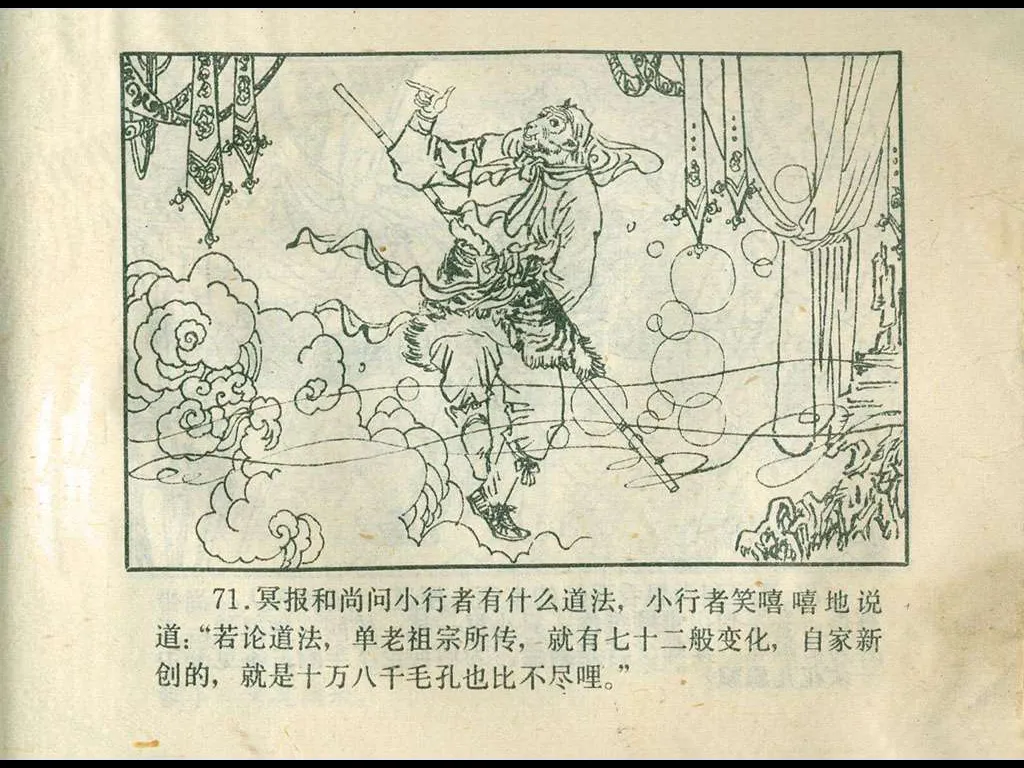 71.冥报和尚问小行者有什么道法，小行者笑嘻嘻地说
道：“若论道法，单老祖宗所传，就有七十二般变化，自家新
创的，就是十万八千毛孔也比不尽哩。”